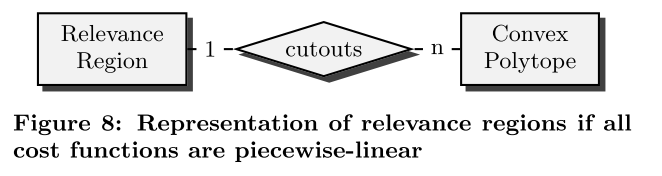 Relevance
Region
1
cutouts
n
Convex
Polytope
Figure 8: Representation of relevance regions if all
cost functions are piecewise-linear